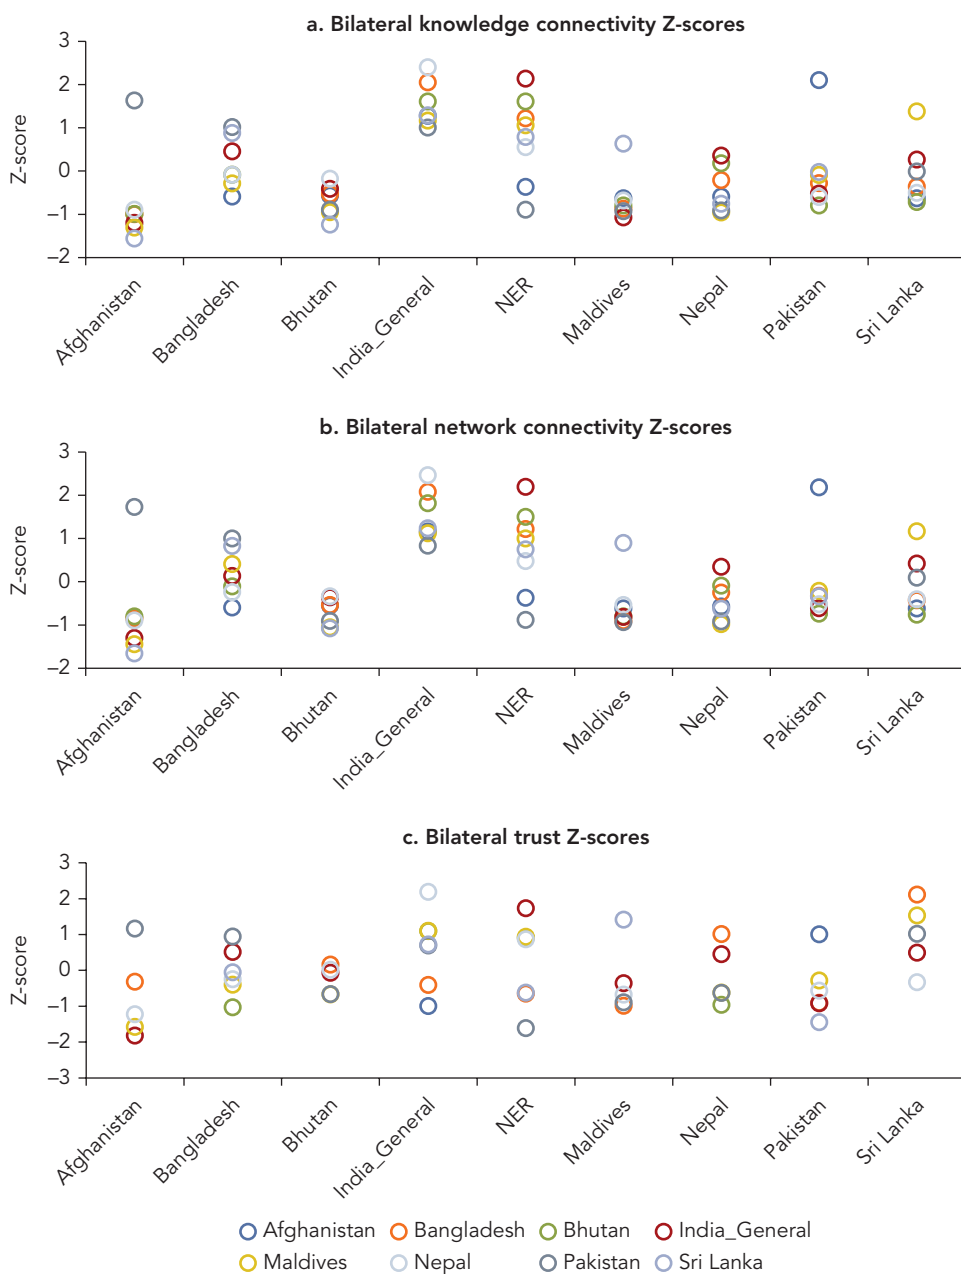 a. Bilateral knowledge connectivity Z-scores
3
2
1
0
–1
–2
Z-score
Afghanistan
Bangladesh
Bhutan
India_General
NER
Maldives
Nepal
Pakistan
Sri Lanka
b. Bilateral network connectivity Z-scores
3
2
1
0
–1
–2
Z-score
Afghanistan
Bangladesh
Bhutan
India_General
NER
Maldives
Nepal
Pakistan
Sri Lanka
c. Bilateral trust Z-scores
3
2
1
0
–1
–2
–3
Z-score
Afghanistan
Bangladesh
Bhutan
India_General
NER
Maldives
Nepal
Pakistan
Sri Lanka
Afghanistan Bangladesh Bhutan India_General
Maldives Nepal Pakistan Sri Lanka